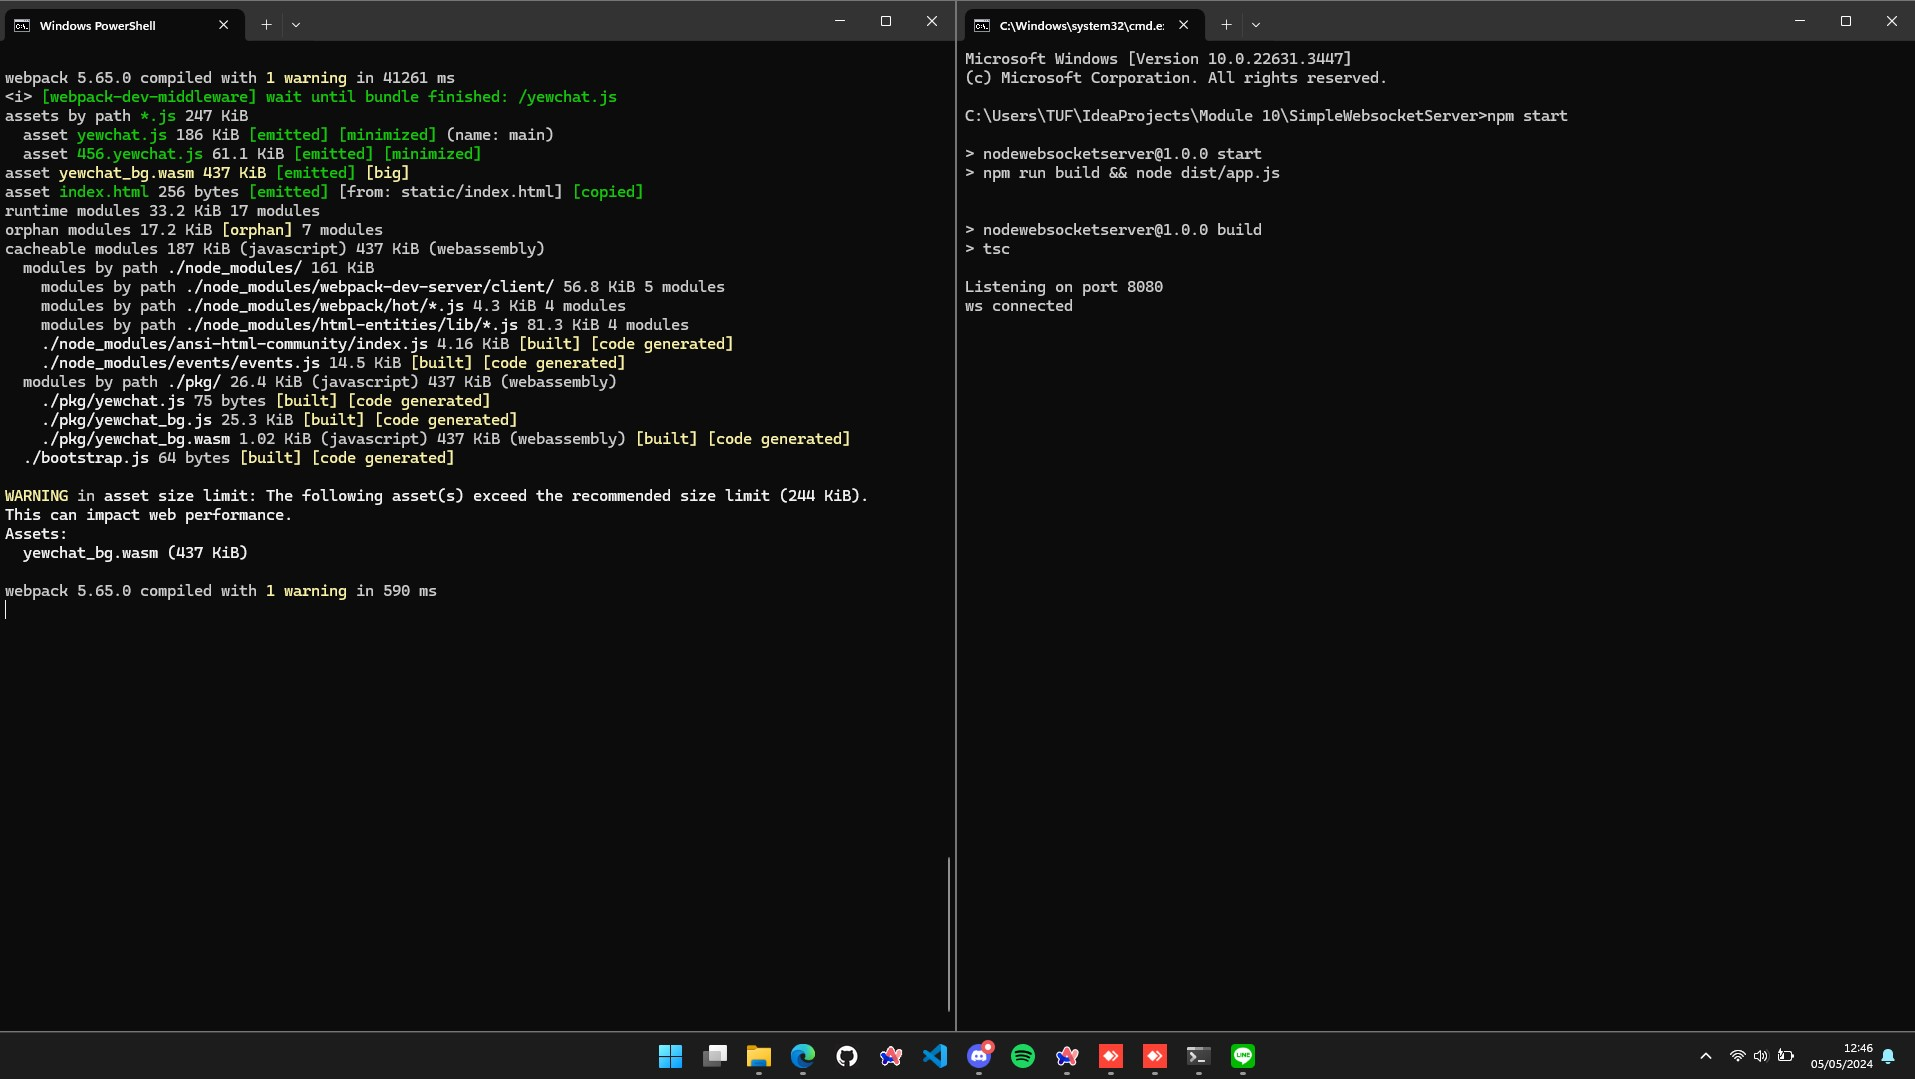 Windows PowerShell
webpack 5.65.0 compiled with 1 warning in 41261 ms
<i> [webpack-dev-middleware] wait until bundle finished: /yewchat.js
assets by path *.js 247 KiB
  asset yewchat.js 186 KiB [emitted] [minimized] (name: main)
  asset 456.yewchat.js 61.1 KiB [emitted] [minimized]
asset yewchat_bg.wasm 437 KiB [emitted] [big]
asset index.html 256 bytes [emitted] [from: static/index.html] [copied]
runtime modules 33.2 KiB 17 modules
orphan modules 17.2 KiB [orphan] 7 modules
cacheable modules 187 KiB (javascript) 437 KiB (webassembly)
  modules by path ./node_modules/ 161 KiB
    modules by path ./node_modules/webpack-dev-server/client/ 56.8 KiB 5 modules
    modules by path ./node_modules/webpack/hot/*.js 4.3 KiB 4 modules
    modules by path ./node_modules/html-entities/lib/*.js 81.3 KiB 4 modules
    ./node_modules/ansi-html-community/index.js 4.16 KiB [built] [code generated]
    ./node_modules/events/events.js 14.5 KiB [built] [code generated]
  modules by path ./pkg/ 26.4 KiB (javascript) 437 KiB (webassembly)
    ./pkg/yewchat.js 75 bytes [built] [code generated]
    ./pkg/yewchat_bg.js 25.3 KiB [built] [code generated]
    ./pkg/yewchat_bg.wasm 1.02 KiB (javascript) 437 KiB (webassembly) [built] [code generated]
  ./bootstrap.js 64 bytes [built] [code generated]
WARNING in asset size limit: The following asset(s) exceed the recommended size limit (244 KiB).
This can impact web performance.
Assets:
  yewchat_bg.wasm (437 KiB)
webpack 5.65.0 compiled with 1 warning in 590 ms
C:\Windows\system32\cmd.e:
Microsoft Windows [Version 10.0.22631.3447]
(c) Microsoft Corporation. All rights reserved.
C:\Users\TUF\IdeaProjects\Module 10\SimpleWebsocketServer>npm start
> nodewebsocketserver@1.0.0 start
> npm run build && node dist/app.js
> nodewebsocketserver@1.0.0 build
> tsc
Listening on port 8080
ws connected
LINE
12:46
05/05/2024